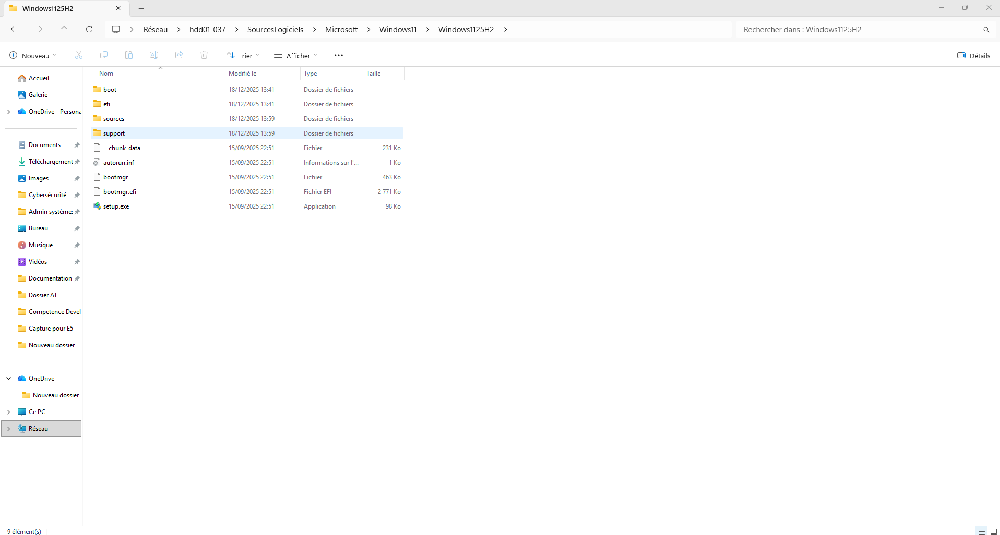 Windows1125H2
Réseau hdd01-037 SourcesLogiciels Microsoft Windows11 Windows1125H2
Rechercher dans : Windows1125H2
Nouveau Trier Afficher Détails
Nom Modifié le Type Taille
boot 18/12/2025 13:41 Dossier de fichiers
efi 18/12/2025 13:41 Dossier de fichiers
sources 18/12/2025 13:59 Dossier de fichiers
support 18/12/2025 13:59 Dossier de fichiers
__chunk_data 15/09/2025 22:51 Fichier 231 Ko
autorun.inf 15/09/2025 22:51 Informations sur l'... 1 Ko
bootmgr 15/09/2025 22:51 Fichier 463 Ko
bootmgr.efi 15/09/2025 22:51 Fichier EFI 2 771 Ko
setup.exe 15/09/2025 22:51 Application 98 Ko
Accueil
Galerie
OneDrive - Persona
Documents
Téléchargement
Images
Cybersécurité
Admin systèmes
Bureau
Musique
Vidéos
Documentation
Dossier AT
Competence Devel
Capture pour E5
Nouveau dossier
OneDrive
Nouveau dossier
Ce PC
Réseau
9 élément(s)